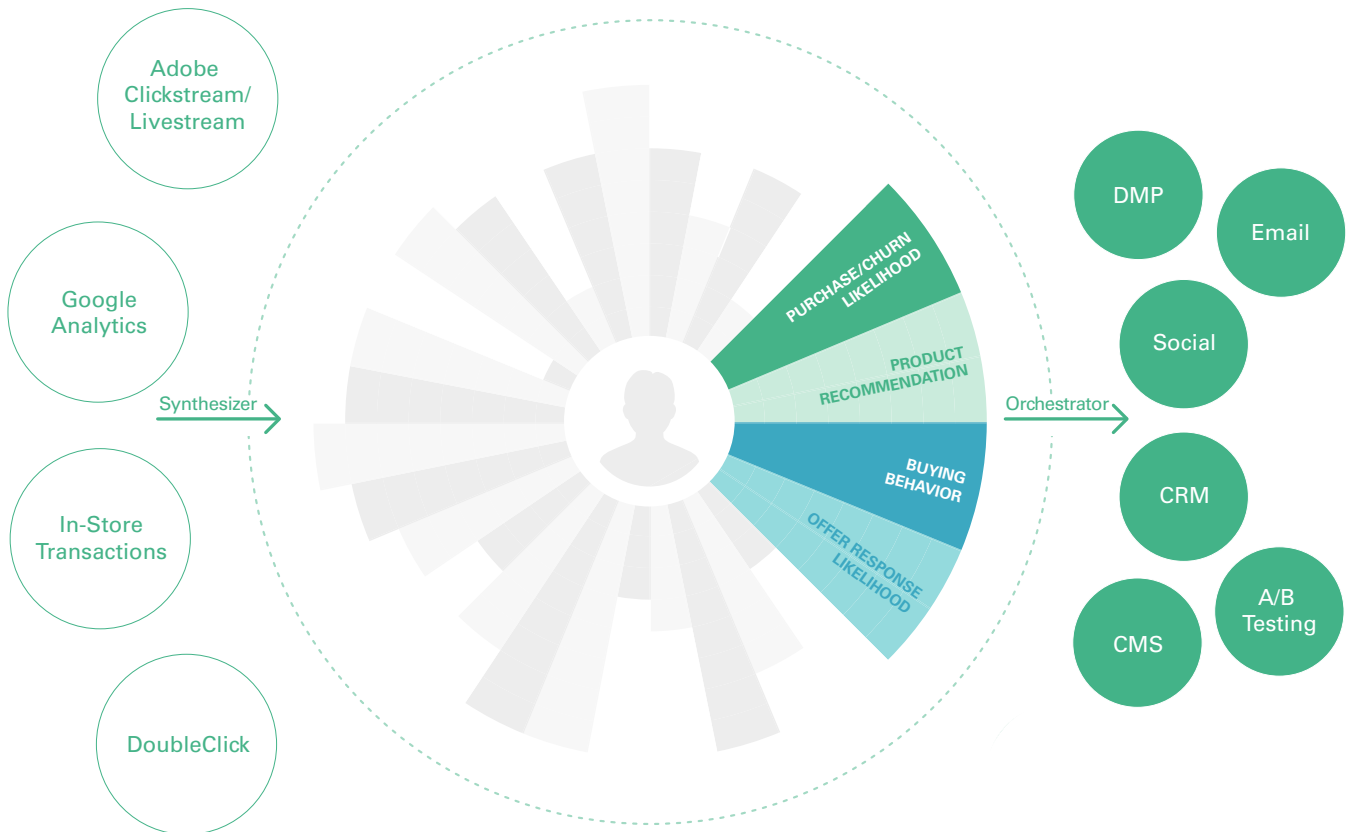 Adobe
Clickstream/
Livestream
Google
Analytics
Synthesizer
In-Store
Transactions
DoubleClick
PURCHASE/CHURN
LIKELIHOOD
PRODUCT
RECOMMENDATION
BUYING
BEHAVIOR
OFFER RESPONSE
LIKELIHOOD
Orchestrator
DMP
Email
Social
CRM
A/B
Testing
CMS